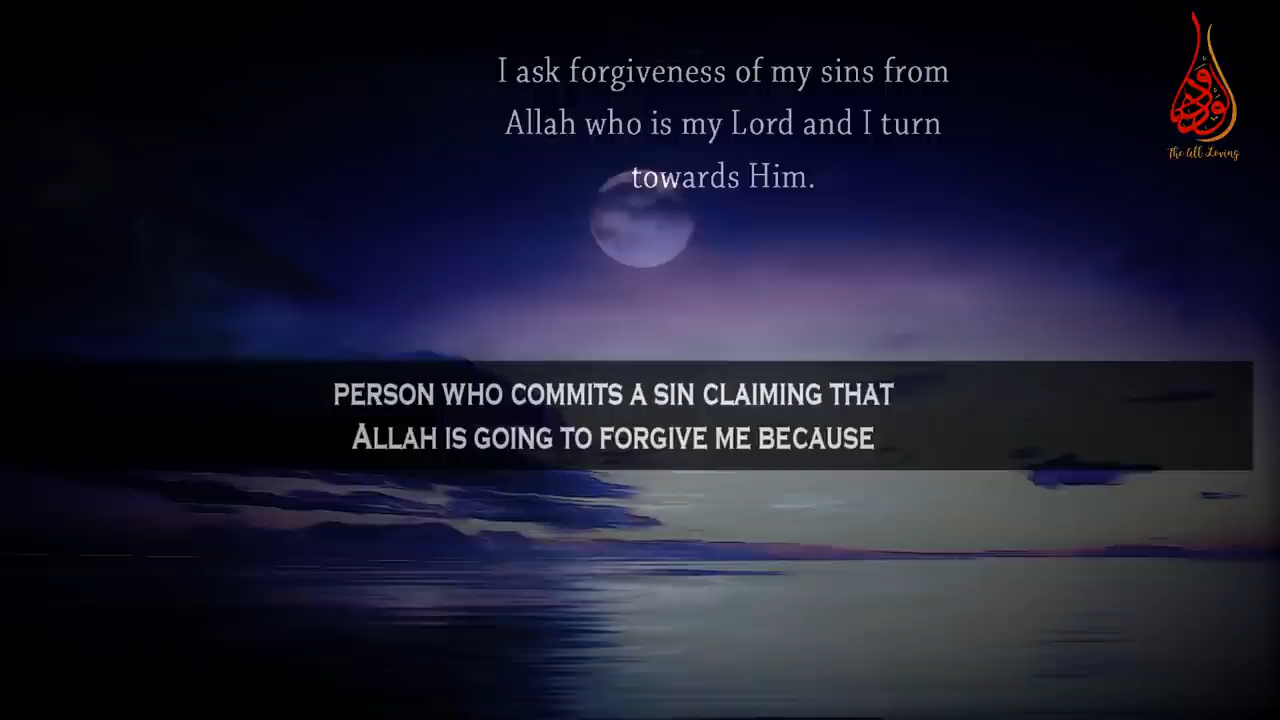 I ask forgiveness of my sins from
Allah who is my Lord and I turn
towards Him.
الودود
The All Loving
PERSON WHO COMMITS A SIN CLAIMING THAT
ALLAH IS GOING TO FORGIVE ME BECAUSE